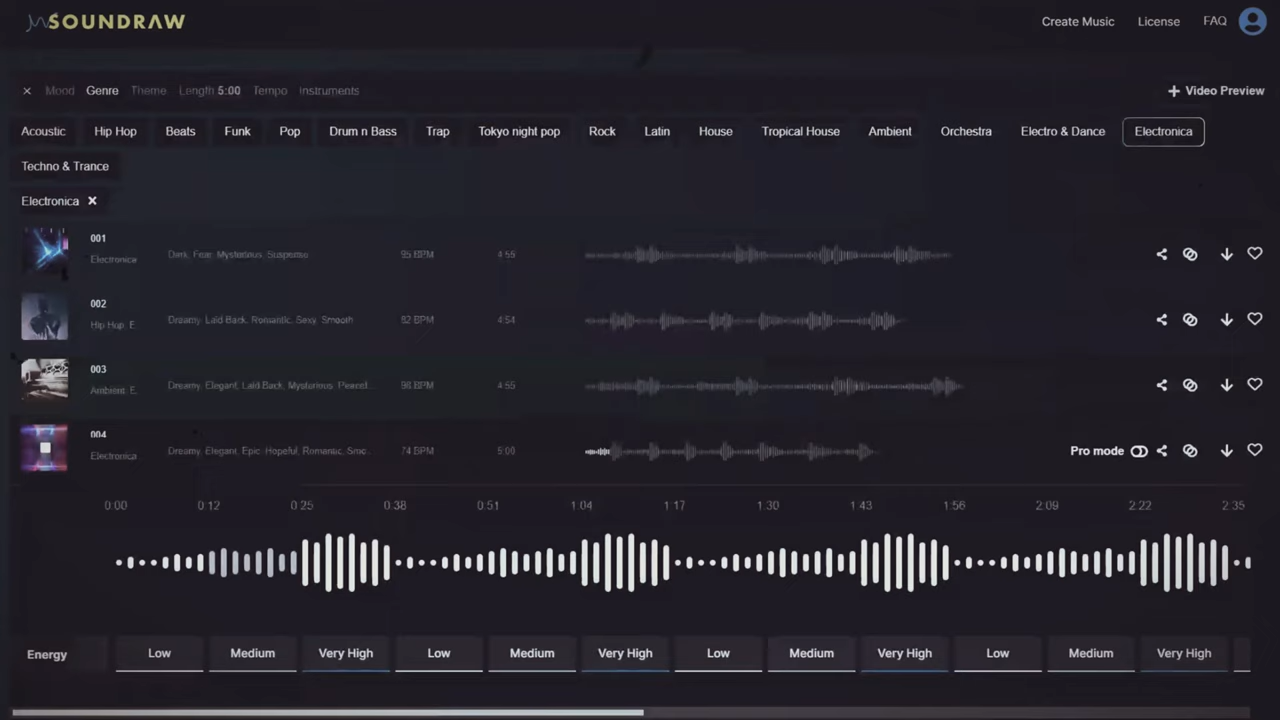 SOUNDRAW
Create Music License FAQ
× Mood Genre Theme Length 5:00 Tempo Instruments + Video Preview
Acoustic Hip Hop Beats Funk Pop Drum n Bass Trap Tokyo night pop Rock Latin House Tropical House Ambient Orchestra Electro & Dance Electronica
Techno & Trance
Electronica ×
001
Electronica Dark, Fear, Mysterious, Suspense 95 BPM 4:55
002
Hip Hop, E Dreamy, Laid Back, Romantic, Sexy, Smooth 82 BPM 4:54
003
Ambient, E. Dreamy, Elegant, Laid Back, Mysterious, Peacef... 98 BPM 4:55
004
Electronica Dreamy, Elegant, Epic, Hopeful, Romantic, Smo... 74 BPM 5:00 Pro mode
0:00 0:12 0:25 0:38 0:51 1:04 1:17 1:30 1:43 1:56 2:09 2:22 2:35
Energy Low Medium Very High Low Medium Very High Low Medium Very High Low Medium Very High